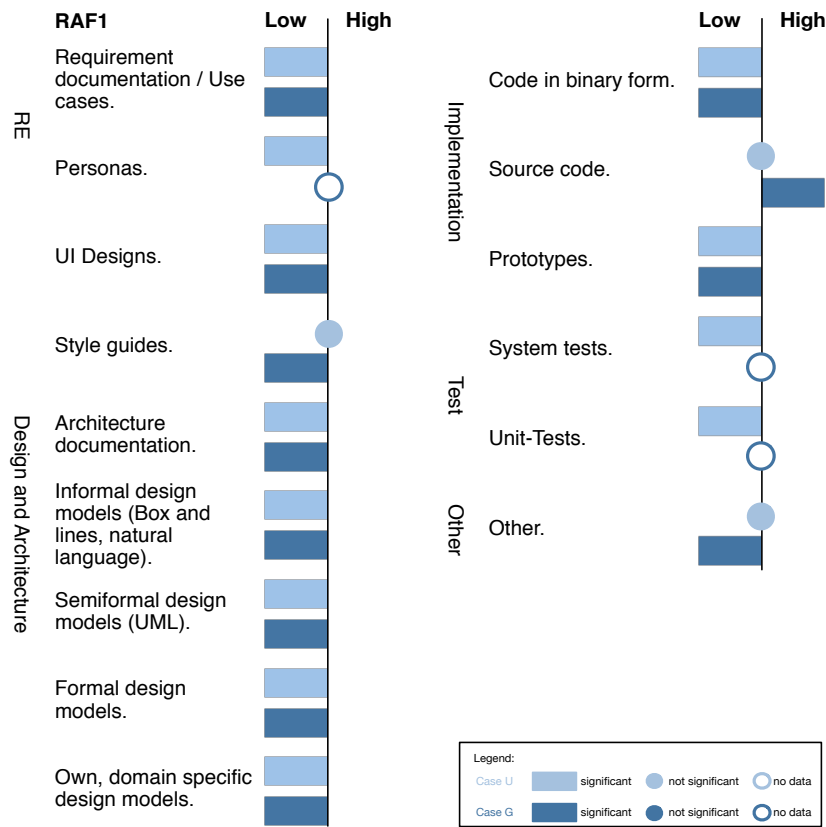 RAF1 Low High
RE
Requirement
documentation / Use
cases.
Personas.
UI Designs.
Style guides.
Design and Architecture
Architecture
documentation.
Informal design
models (Box and
lines, natural
language).
Semiformal design
models (UML).
Formal design
models.
Own, domain specific
design models.
Low High
Implementation
Code in binary form.
Source code.
Prototypes.
Test
System tests.
Unit-Tests.
Other
Other.
Legend:
Case U significant not significant no data
Case G significant not significant no data